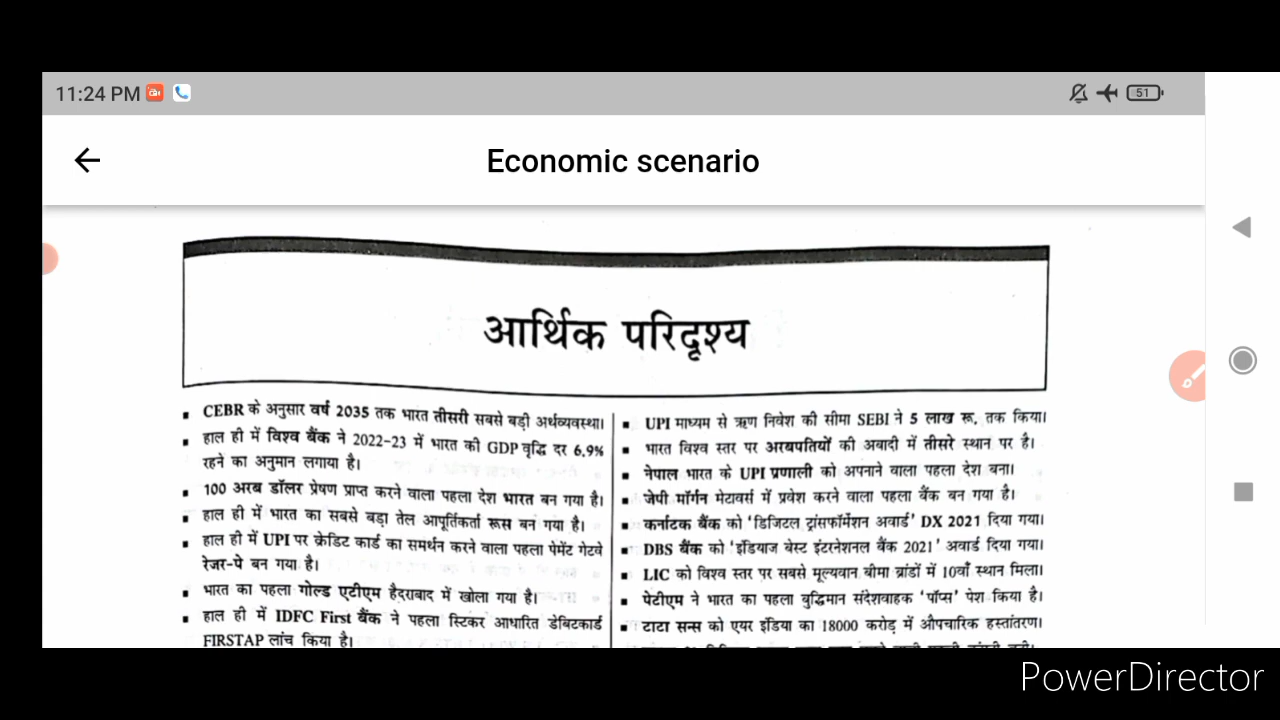 11:24 PM
51
Economic scenario
आर्थिक परिदृश्य
▪ CEBR के अनुसार वर्ष 2035 तक भारत तीसरी सबसे बड़ी अर्थव्यवस्था।
▪ हाल ही में विश्व बैंक ने 2022-23 में भारत की GDP वृद्धि दर 6.9%
रहने का अनुमान लगाया है।
▪ 100 अरब डॉलर प्रेषण प्राप्त करने वाला पहला देश भारत बन गया है।
▪ हाल ही में भारत का सबसे बड़ा तेल आपूर्तिकर्ता रूस बन गया है।
▪ हाल ही में UPI पर क्रेडिट कार्ड का समर्थन करने वाला पहला पेमेंट गेटवे
रेजर-पे बन गया है।
▪ भारत का पहला गोल्ड एटीएम हैदराबाद में खोला गया है।
▪ हाल ही में IDFC First बैंक ने पहला स्टिकर आधारित डेबिटकार्ड
FIRSTAP लांच किया है।
▪ UPI माध्यम से ऋण निवेश की सीमा SEBI ने 5 लाख रू. तक किया।
▪ भारत विश्व स्तर पर अरबपतियों की अबादी में तीसरे स्थान पर है।
▪ नेपाल भारत के UPI प्रणाली को अपनाने वाला पहला देश बना।
▪ जेपी मॉर्गन मेटावर्स में प्रवेश करने वाला पहला बैंक बन गया है।
▪ कर्नाटक बैंक को 'डिजिटल ट्रांसफॉर्मेशन अवार्ड' DX 2021 दिया गया।
▪ DBS बैंक को 'इंडियाज बेस्ट इंटरनेशनल बैंक 2021' अवार्ड दिया गया।
▪ LIC को विश्व स्तर पर सबसे मूल्यवान बीमा ब्रांडों में 10वाँ स्थान मिला।
▪ पेटीएम ने भारत का पहला बुद्धिमान संदेशवाहक 'पॉप्स' पेश किया है।
▪ टाटा सन्स को एयर इंडिया का 18000 करोड़ में औपचारिक हस्तांतरण।
PowerDirector